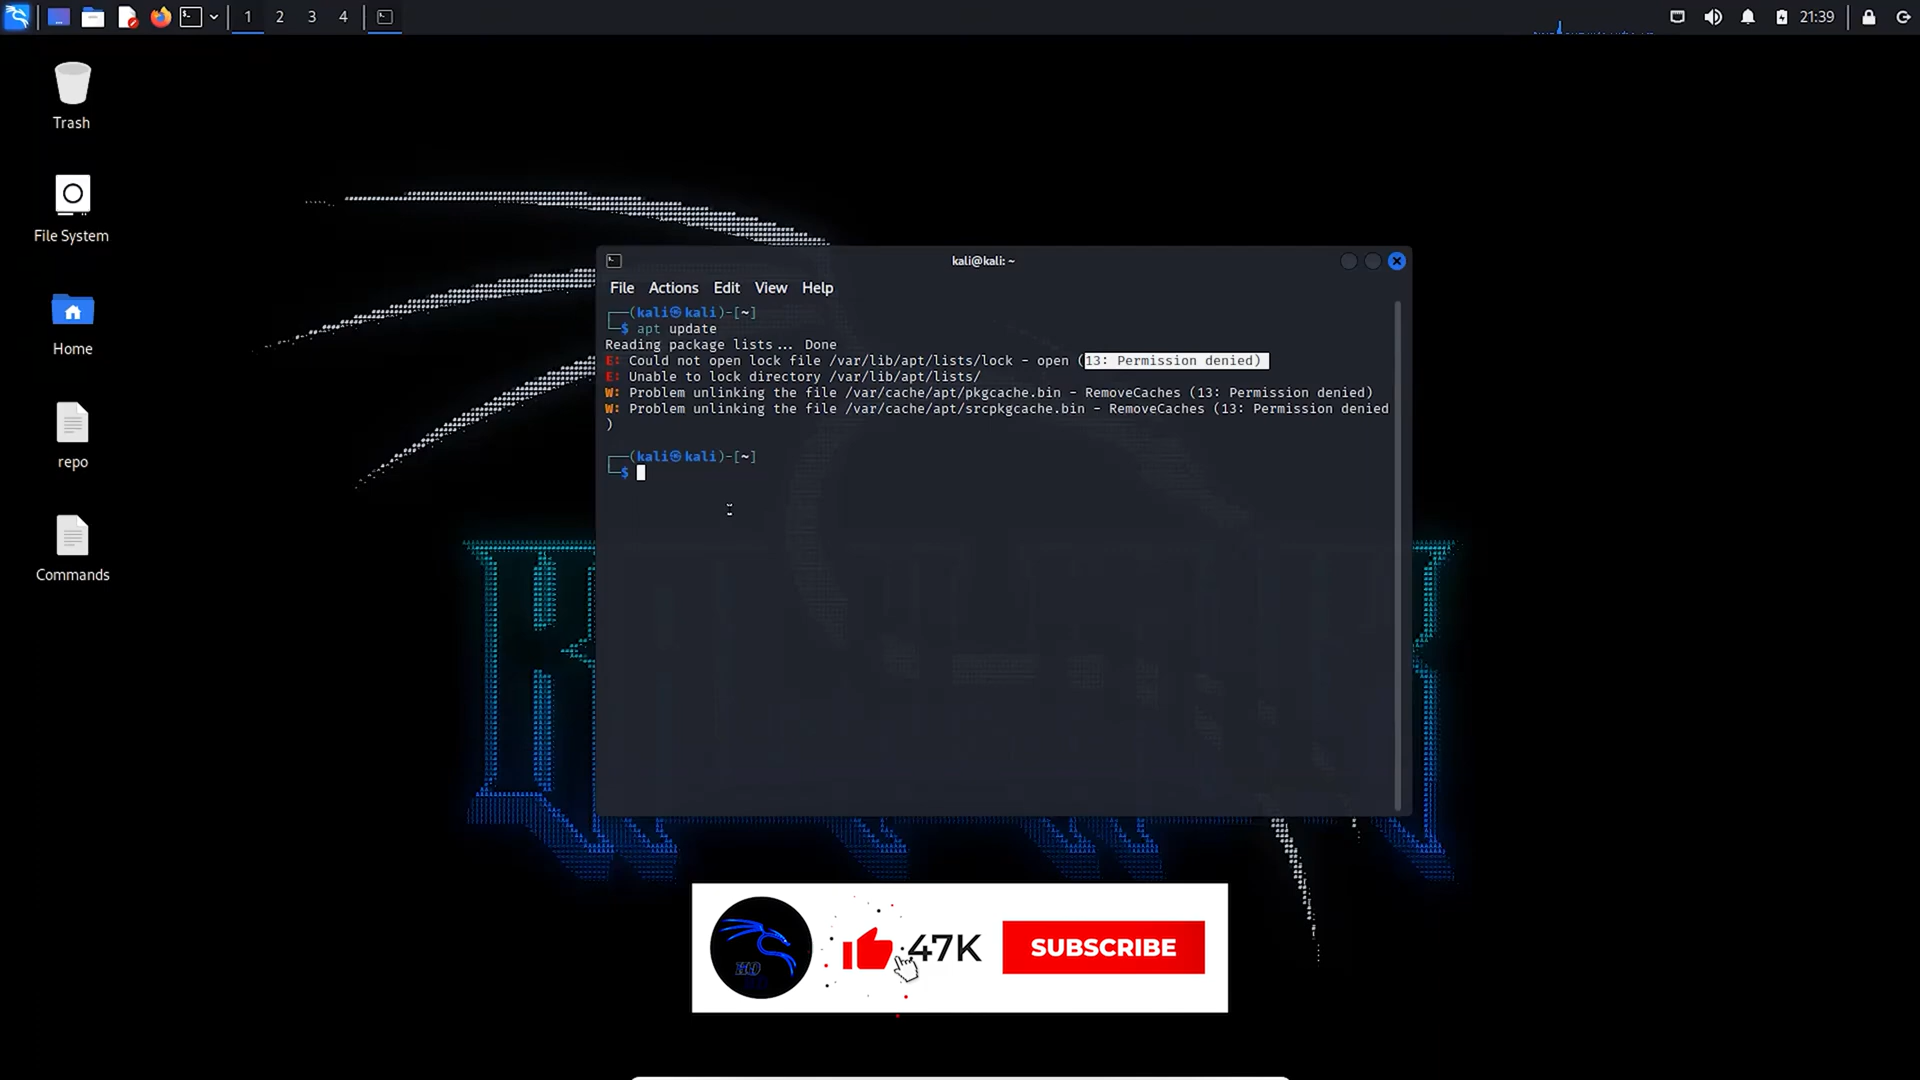 1 2 3 4
21:39
Trash
File System
Home
repo
Commands
kali@kali: ~
File Actions Edit View Help
┌──(kali㉿kali)-[~]
└─$ apt update
Reading package lists... Done
E: Could not open lock file /var/lib/apt/lists/lock - open (13: Permission denied)
E: Unable to lock directory /var/lib/apt/lists/
W: Problem unlinking the file /var/cache/apt/pkgcache.bin - RemoveCaches (13: Permission denied)
W: Problem unlinking the file /var/cache/apt/srcpkgcache.bin - RemoveCaches (13: Permission denied
)
┌──(kali㉿kali)-[~]
└─$
47K
SUBSCRIBE